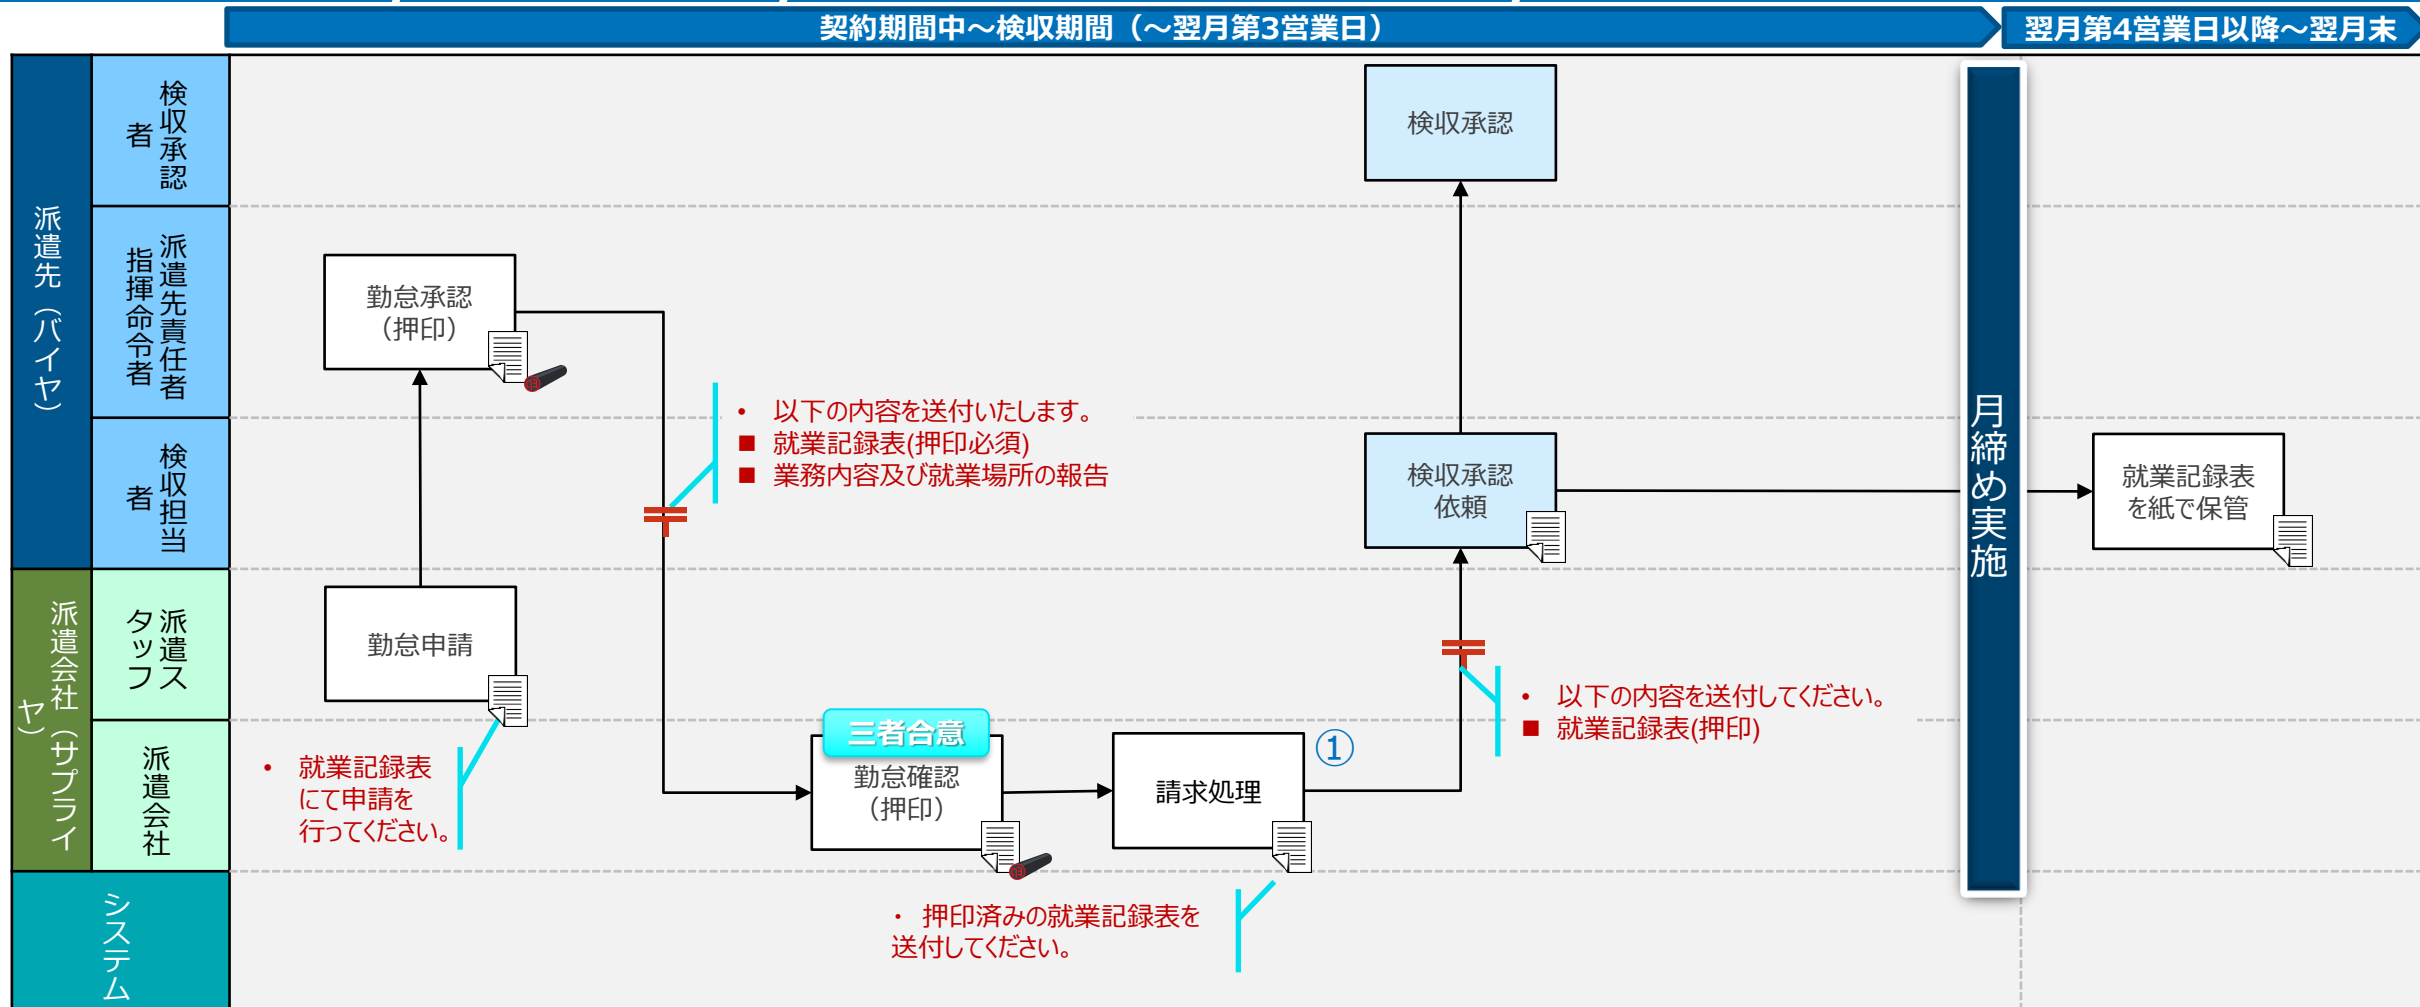 契約期間中～検収期間（～翌月第3営業日）
翌月第4営業日以降～翌月末
派遣先（バイヤ）
検収承認
者
派遣先責任者
指揮命令者
検収担当
者
派遣会社（サプライ
ヤ）
派遣ス
タッフ
派遣会社
システム
検収承認
勤怠承認
（押印）
・ 以下の内容を送付いたします。
■ 就業記録表(押印必須)
■ 業務内容及び就業場所の報告
検収承認
依頼
月締め実施
就業記録表
を紙で保管
勤怠申請
・ 就業記録表
にて申請を
行ってください。
三者合意
勤怠確認
（押印）
請求処理
①
・ 以下の内容を送付してください。
■ 就業記録表(押印)
・ 押印済みの就業記録表を
送付してください。